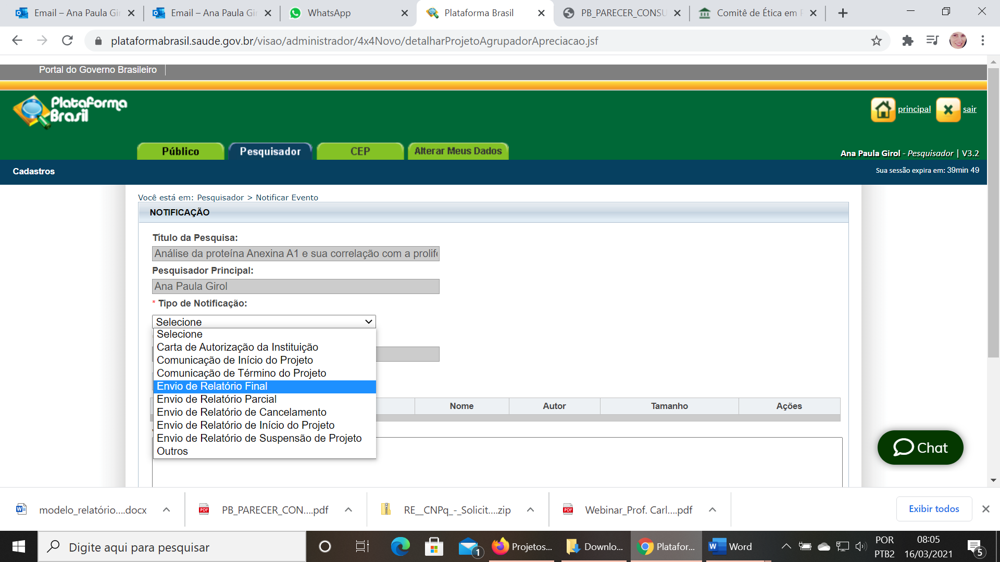 Email – Ana Paula Gir
Email – Ana Paula Gir
WhatsApp
Plataforma Brasil
PB_PARECER_CONSU
Comitê de Ética em P
plataformabrasil.saude.gov.br/visao/administrador/4x4Novo/detalharProjetoAgrupadorApreciacao.jsf
Portal do Governo Brasileiro
Plataforma
Brasil
principal
sair
Público
Pesquisador
CEP
Alterar Meus Dados
Ana Paula Girol - Pesquisador | V3.2
Cadastros
Sua sessão expira em: 39min 49
Você está em: Pesquisador > Notificar Evento
NOTIFICAÇÃO
Título da Pesquisa:
Análise da proteína Anexina A1 e sua correlação com a prolife
Pesquisador Principal:
Ana Paula Girol
* Tipo de Notificação:
Selecione
Selecione
Carta de Autorização da Instituição
Comunicação de Início do Projeto
Comunicação de Término do Projeto
Envio de Relatório Final
Envio de Relatório Parcial
Envio de Relatório de Cancelamento
Envio de Relatório de Início do Projeto
Envio de Relatório de Suspensão de Projeto
Outros
Nome
Autor
Tamanho
Ações
Chat
modelo_relatório....docx
PB_PARECER_CON....pdf
RE__CNPq_-_Solicit....zip
Webinar_Prof. Carl....pdf
Exibir todos
Digite aqui para pesquisar
1
Projetos...
Downlo...
Platafor...
Word
POR
PTB2
08:05
16/03/2021
5